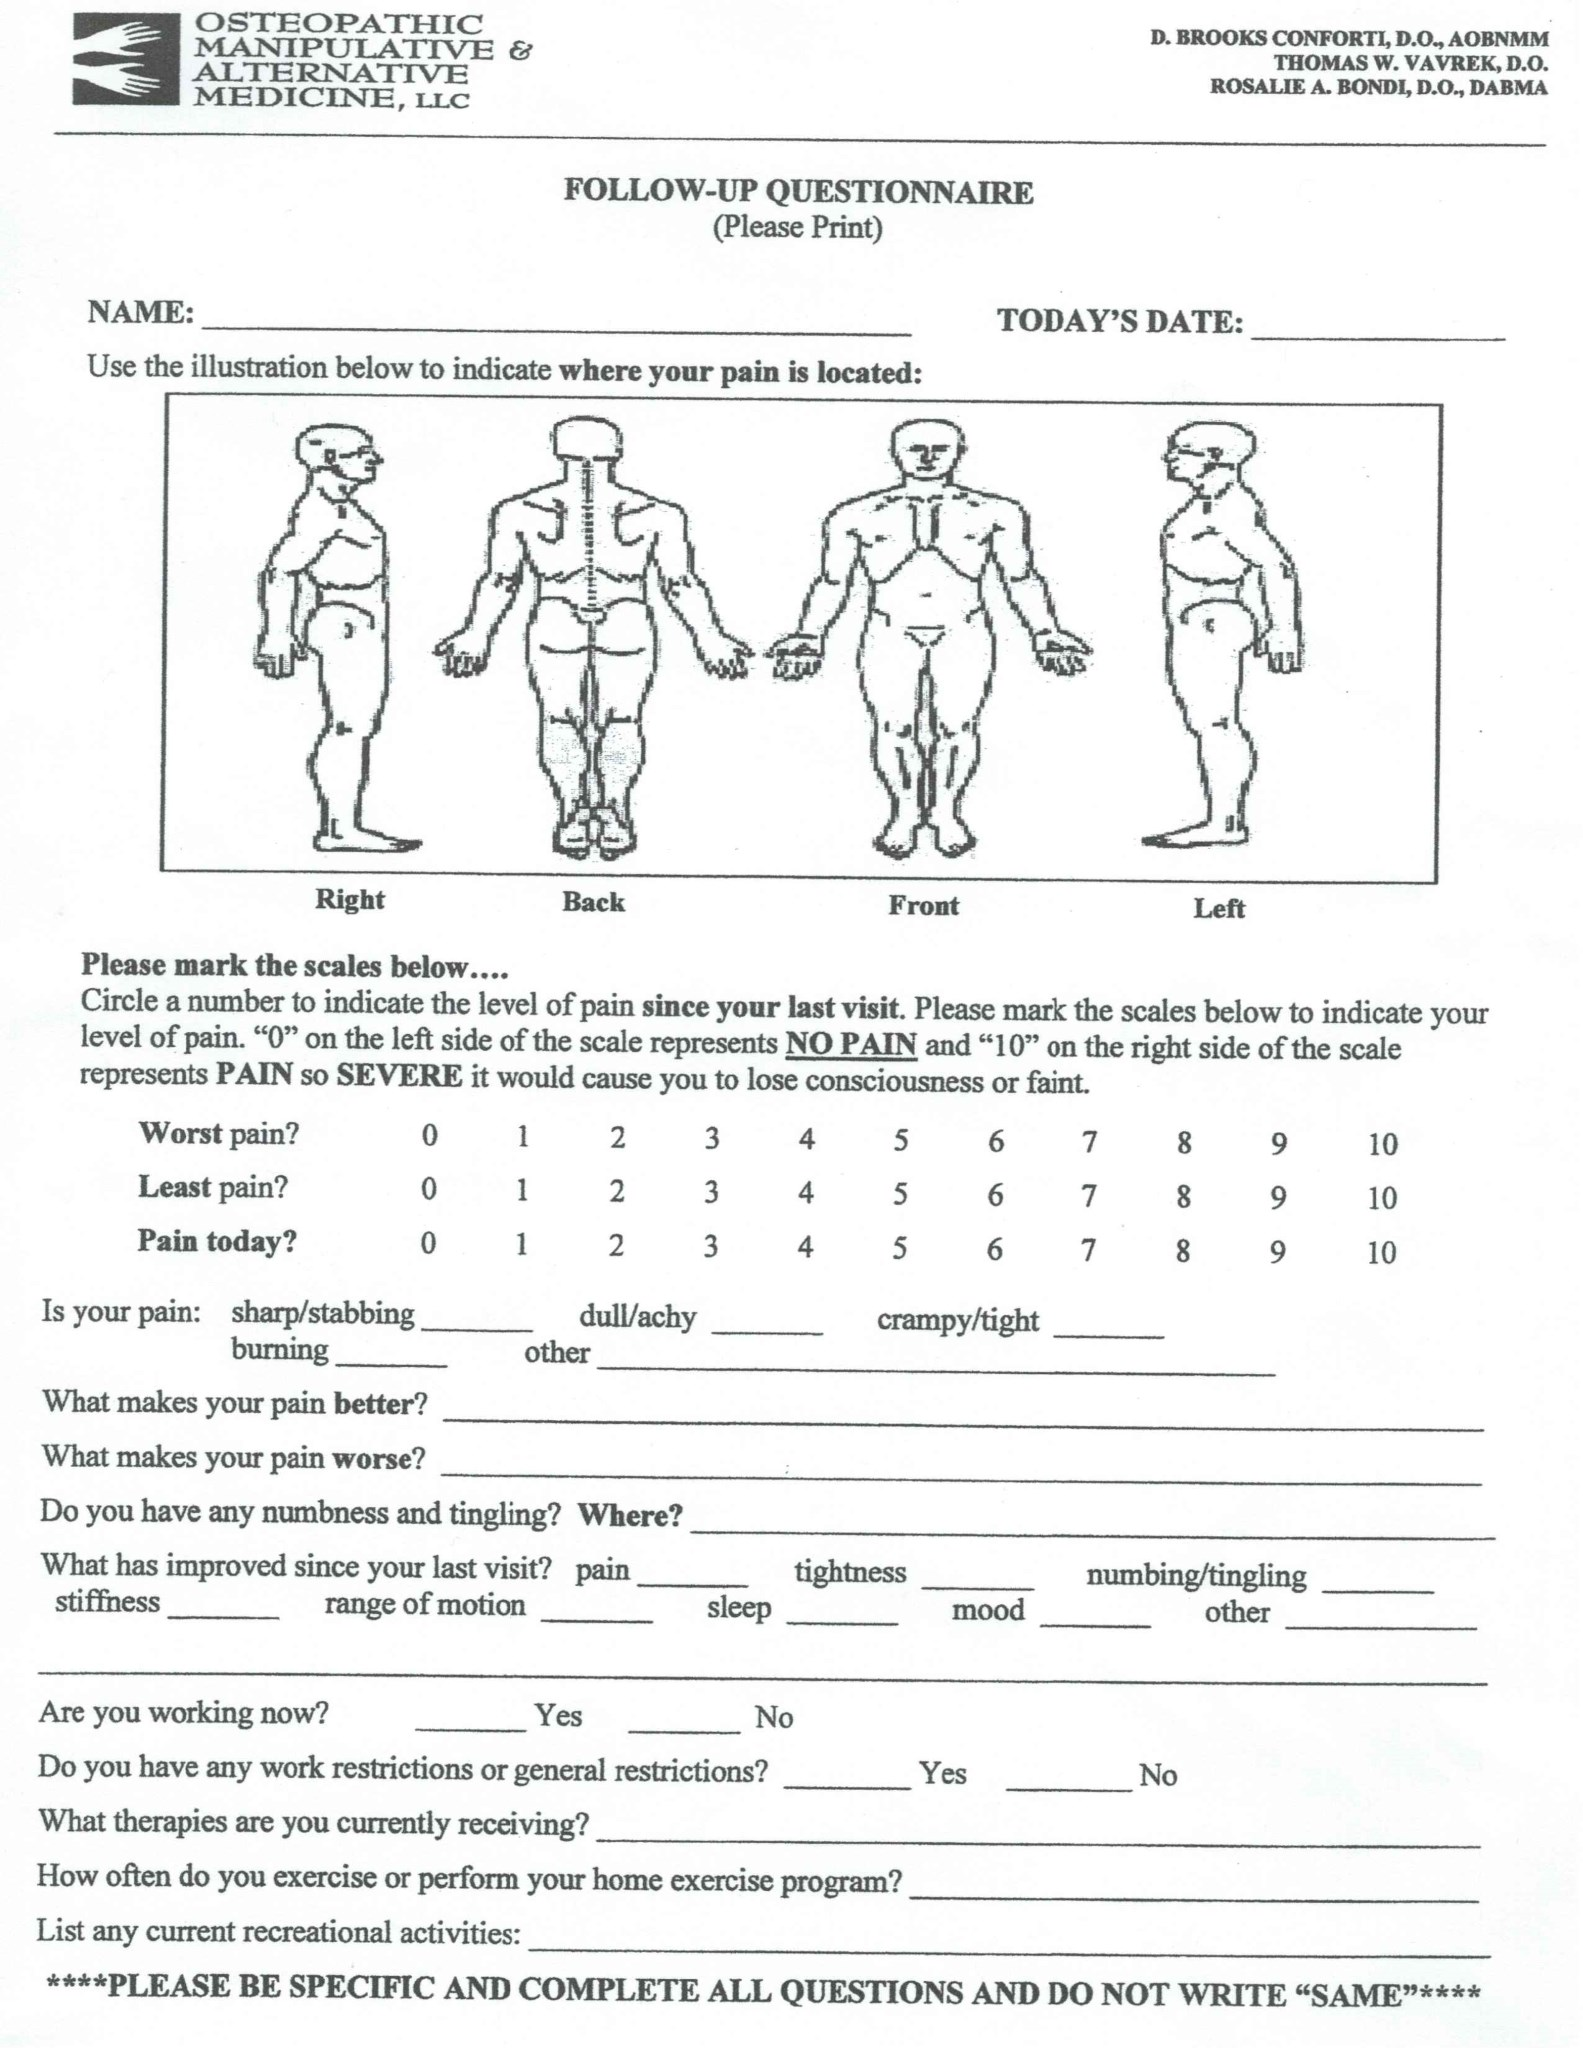 OSTEOPATHIC
MANIPULATIVE &
ALTERNATIVE
MEDICINE, LLC
D. BROOKS CONFORTI, D.O., AOBNMM
THOMAS W. VAVREK, D.O.
ROSALIE A. BONDI, D.O., DABMA
FOLLOW-UP QUESTIONNAIRE
(Please Print)
NAME: TODAY'S DATE:
Use the illustration below to indicate where your pain is located:
Right Back Front Left
Please mark the scales below....
Circle a number to indicate the level of pain since your last visit. Please mark the scales below to indicate your
level of pain. “0” on the left side of the scale represents NO PAIN and “10” on the right side of the scale
represents PAIN so SEVERE it would cause you to lose consciousness or faint.
Worst pain? 0 1 2 3 4 5 6 7 8 9 10
Least pain? 0 1 2 3 4 5 6 7 8 9 10
Pain today? 0 1 2 3 4 5 6 7 8 9 10
Is your pain: sharp/stabbing dull/achy crampy/tight
burning other
What makes your pain better?
What makes your pain worse?
Do you have any numbness and tingling? Where?
What has improved since your last visit? pain tightness numbing/tingling
stiffness range of motion sleep mood other
Are you working now? Yes No
Do you have any work restrictions or general restrictions? Yes No
What therapies are you currently receiving?
How often do you exercise or perform your home exercise program?
List any current recreational activities:
****PLEASE BE SPECIFIC AND COMPLETE ALL QUESTIONS AND DO NOT WRITE “SAME”****